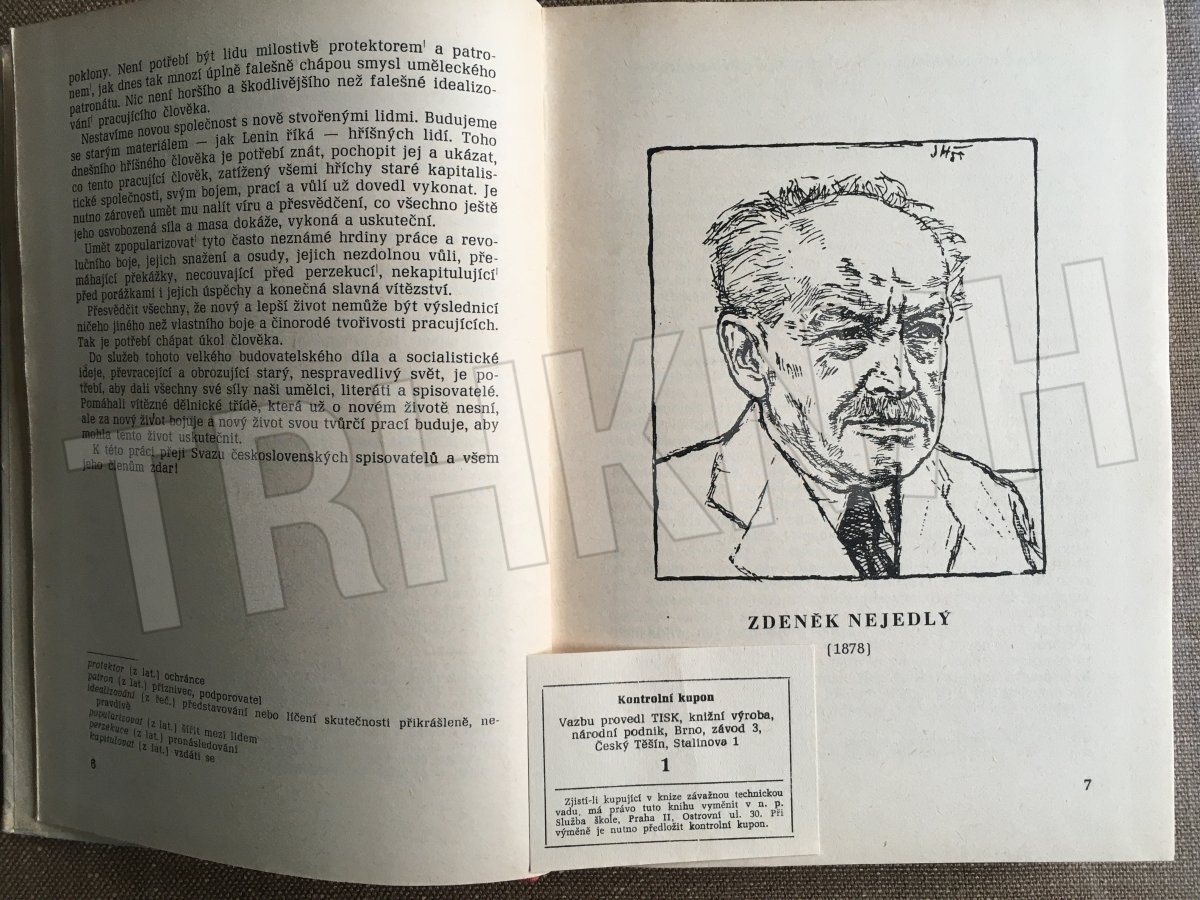 poklony. Není potřebí být lidu milostivě protektorem¹ a patro-
nem¹, jak dnes tak mnozí úplně falešně chápou smysl uměleckého
patronátu. Nic není horšího a škodlivějšího než falešné idealizo-
vání¹ pracujícího člověka.
Nestavíme novou společnost s nově stvořenými lidmi. Budujeme
se starým materiálem — jak Lenin říká — hříšných lidí. Toho
dnešního hříšného člověka je potřebí znát, pochopit jej a ukázat,
co tento pracující člověk, zatížený všemi hříchy staré kapitalis-
tické společnosti, svým bojem, prací a vůlí už dovedl vykonat. Je
nutno zároveň umět mu nalít víru a přesvědčení, co všechno ještě
jeho osvobozená síla a masa dokáže, vykoná a uskuteční.
Umět zpopularizovat¹ tyto často neznámé hrdiny práce a revo-
lučního boje, jejich snažení a osudy, jejich nezdolnou vůli, pře-
máhající překážky, necouvající před perzekucí¹, nekapitulující¹
před porážkami i jejich úspěchy a konečná slavná vítězství.
Přesvědčit všechny, že nový a lepší život nemůže být výslednicí
ničeho jiného než vlastního boje a činorodé tvořivosti pracujících.
Tak je potřebí chápat úkol člověka.
Do služeb tohoto velkého budovatelského díla a socialistické
ideje, převracející a obrozující starý, nespravedlivý svět, je po-
třebí, aby dali všechny své síly naši umělci, literáti a spisovatelé.
Pomáhali vítězné dělnické třídě, která už o novém životě nesní,
ale za nový život bojuje a nový život svou tvůrčí prací buduje, aby
mohla tento život uskutečnit.
K této práci přeji Svazu československých spisovatelů a všem
jeho členům zdar!
protektor (z lat.) ochránce
patron (z lat.) příznivec, podporovatel
idealizování (z řeč.) představování nebo líčení skutečnosti přikrášleně, ne-
pravdivě
popularizovat (z lat.) šířit mezi lidem
perzekuce (z lat.) pronásledování
kapitulovat (z lat.) vzdáti se
6
ZDENĚK NEJEDLÝ
(1878)
Kontrolní kupon
Vazbu provedl TISK, knižní výroba,
národní podnik, Brno, závod 3,
Český Těšín, Stalinova 1
1
Zjistí-li kupující v knize závažnou technickou
vadu, má právo tuto knihu vyměnit v n. p.
Služba škole, Praha II, Ostrovní ul. 30. Při
výměně je nutno předložit kontrolní kupon.
7
TRHKNIH